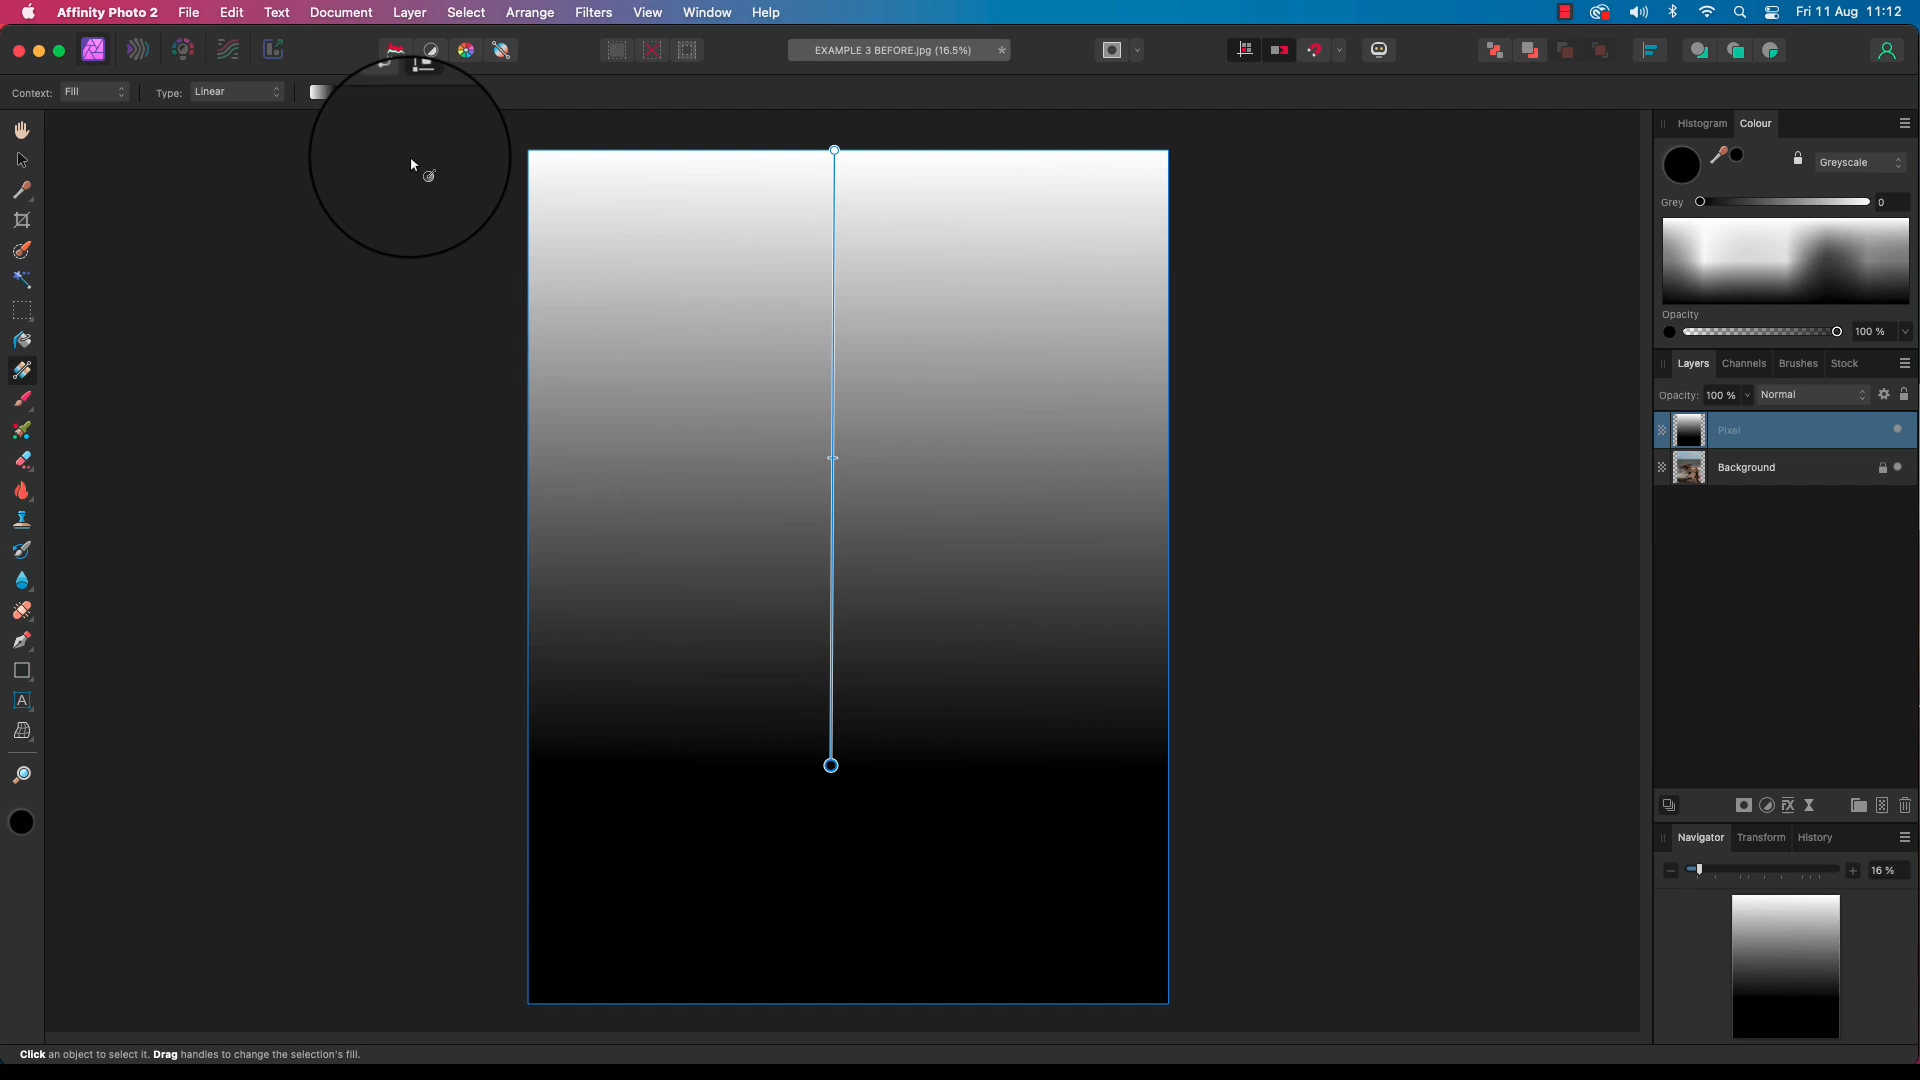 Affinity Photo 2 File Edit Text Document Layer Select Arrange Filters View Window Help Fri 11 Aug 11:12
EXAMPLE 3 BEFORE.jpg (16.5%)
Context: Fill Type: Linear
Histogram Colour
Greyscale
Grey 0
Opacity
100 %
Layers Channels Brushes Stock
Opacity: 100 % Normal
Pixel
Background
A
Navigator Transform History
16 %
Click an object to select it. Drag handles to change the selection's fill.